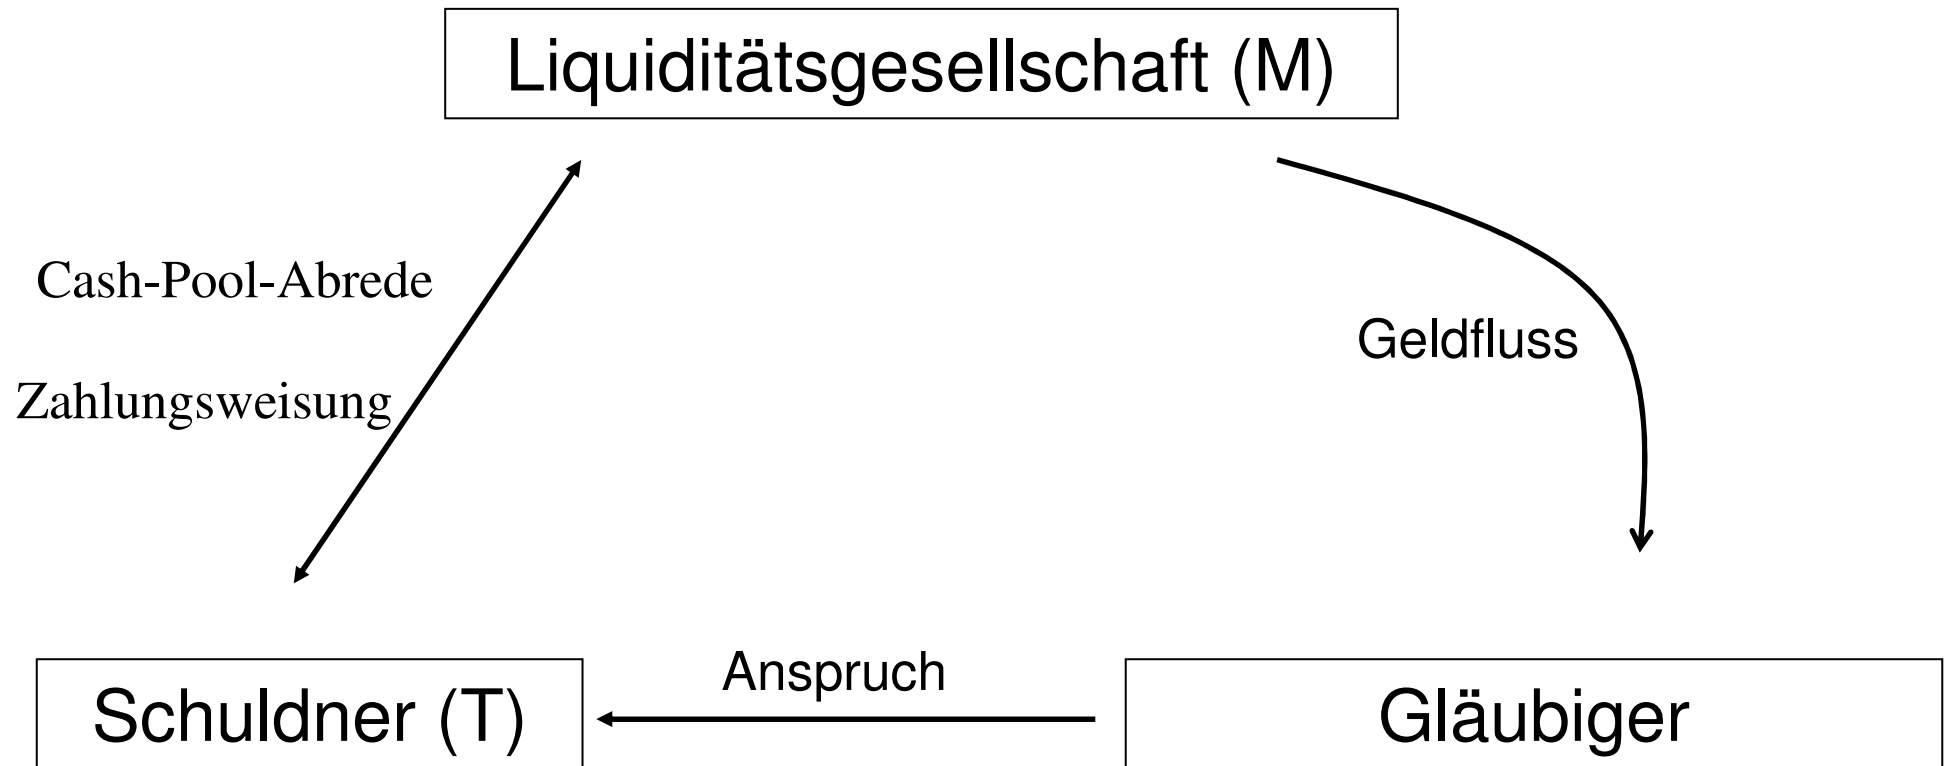 Liquiditätsgesellschaft (M)
Cash-Pool-Abrede
Geldfluss
Zahlungsweisung
Anspruch
Schuldner (T)
Gläubiger